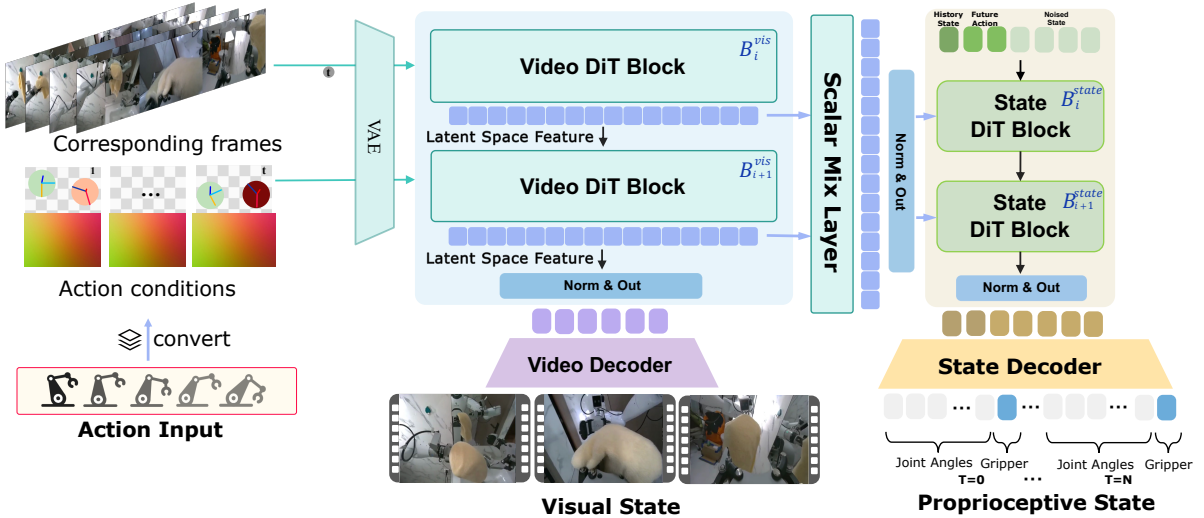 Corresponding frames
1
...
t
Action conditions
convert
Action Input
t
VAE
Video DiT Block
B_i^{vis}
Latent Space Feature
Video DiT Block
B_{i+1}^{vis}
Latent Space Feature
Norm & Out
Video Decoder
Visual State
Scalar Mix Layer
Norm & Out
History State
Future Action
Noised State
State DiT Block
B_i^{state}
State DiT Block
B_{i+1}^{state}
Norm & Out
State Decoder
... ... ...
Joint Angles Gripper Joint Angles Gripper
T=0 ... T=N
Proprioceptive State